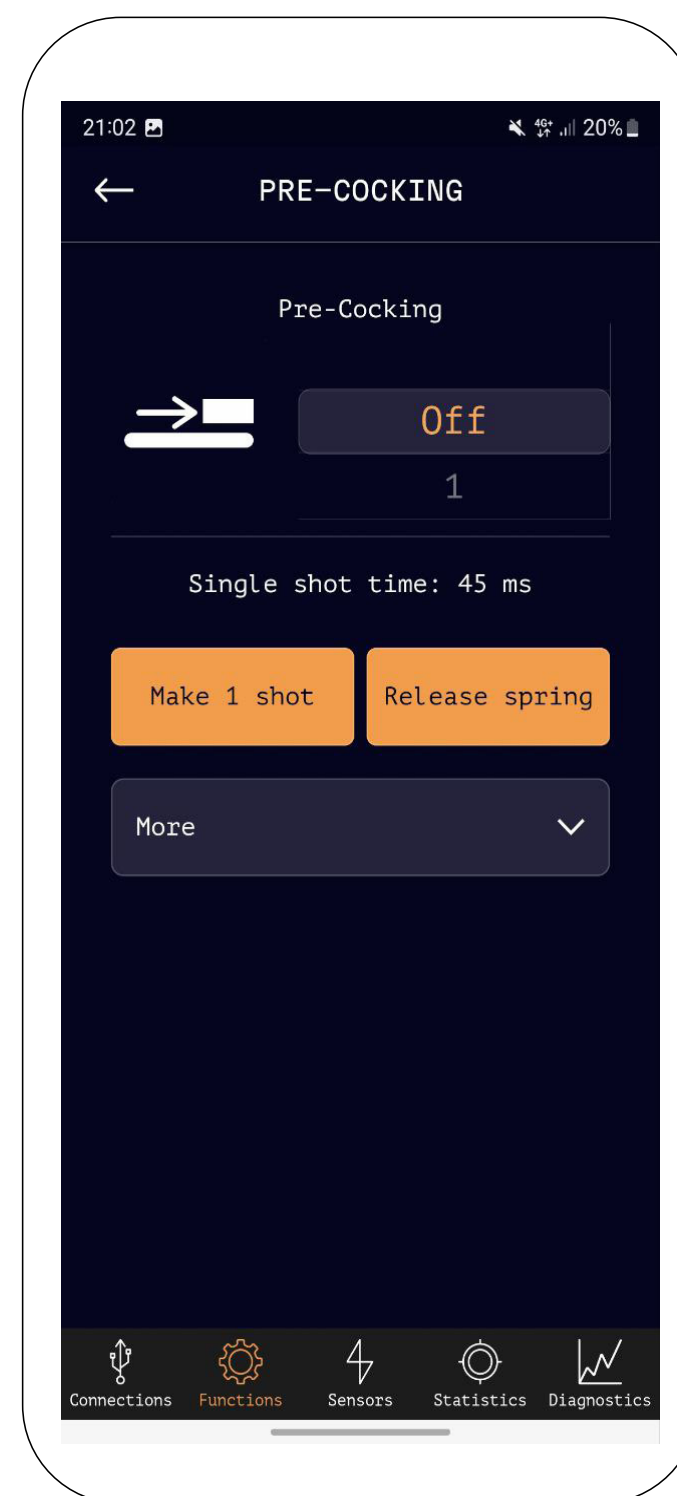 21:02 4G+ 20%
PRE-COCKING
Pre-Cocking
Off
1
Single shot time: 45 ms
Make 1 shot Release spring
More
Connections Functions Sensors Statistics Diagnostics